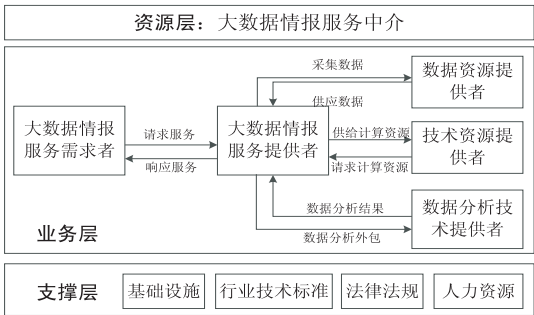 资源层：大数据情报服务中介
采集数据
数据资源提
供者
供应数据
大数据情报
服务需求者
请求服务
响应服务
大数据情报
服务提供者
供给计算资源
请求计算资源
技术资源提
供者
数据分析结果
数据分析外包
数据分析技
术提供者
业务层
支撑层
基础设施
行业技术标准
法律法规
人力资源